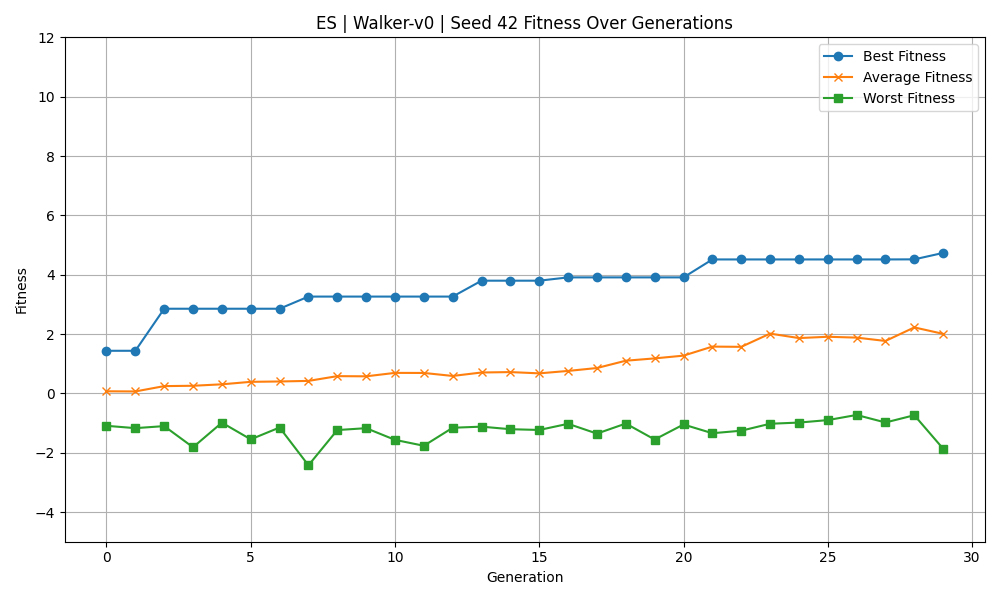 ES | Walker-v0 | Seed 42 Fitness Over Generations
Best Fitness
Average Fitness
Worst Fitness
Fitness
12
10
8
6
4
2
0
−2
−4
0 5 10 15 20 25 30
Generation